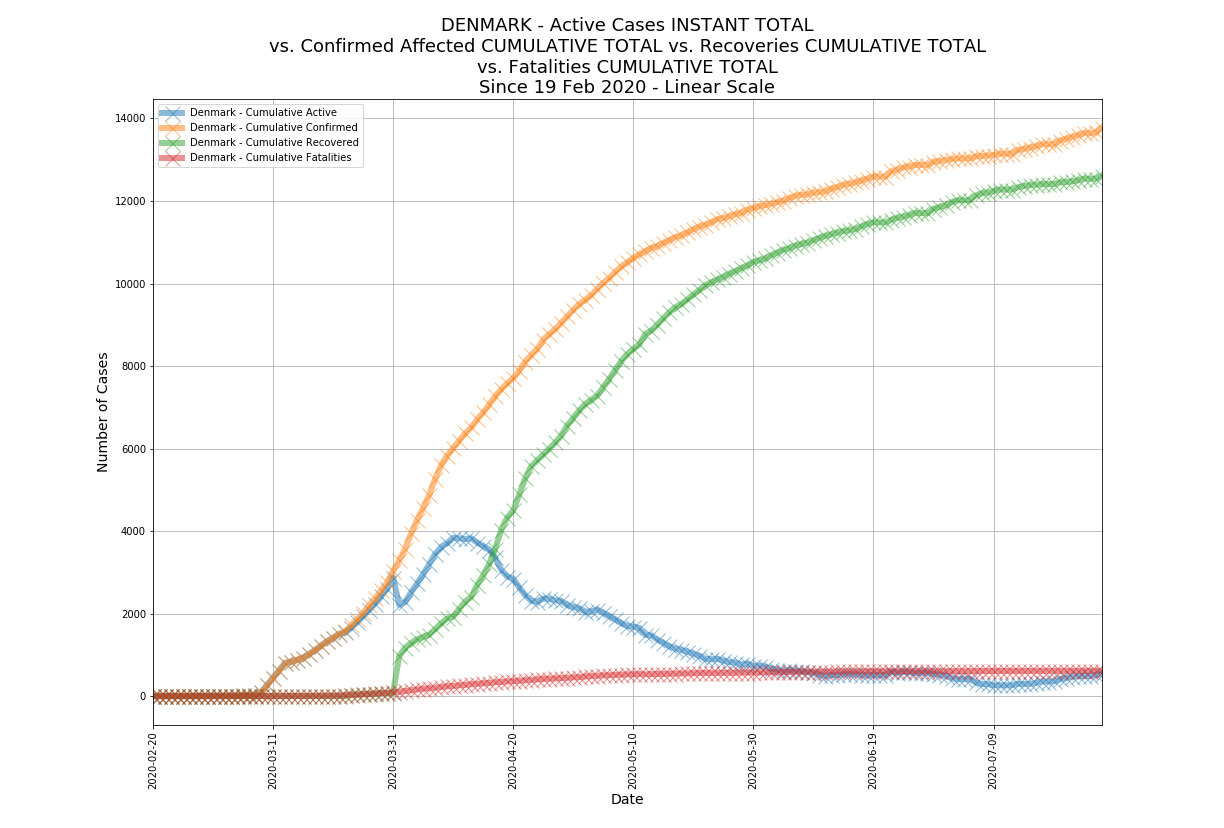 DENMARK - Active Cases INSTANT TOTAL
vs. Confirmed Affected CUMULATIVE TOTAL vs. Recoveries CUMULATIVE TOTAL
vs. Fatalities CUMULATIVE TOTAL
Since 19 Feb 2020 - Linear Scale
Denmark - Cumulative Active
Denmark - Cumulative Confirmed
Denmark - Cumulative Recovered
Denmark - Cumulative Fatalities
Number of Cases
14000
12000
10000
8000
6000
4000
2000
0
2020-02-20
2020-03-11
2020-03-31
2020-04-20
2020-05-10
2020-05-30
2020-06-19
2020-07-09
Date